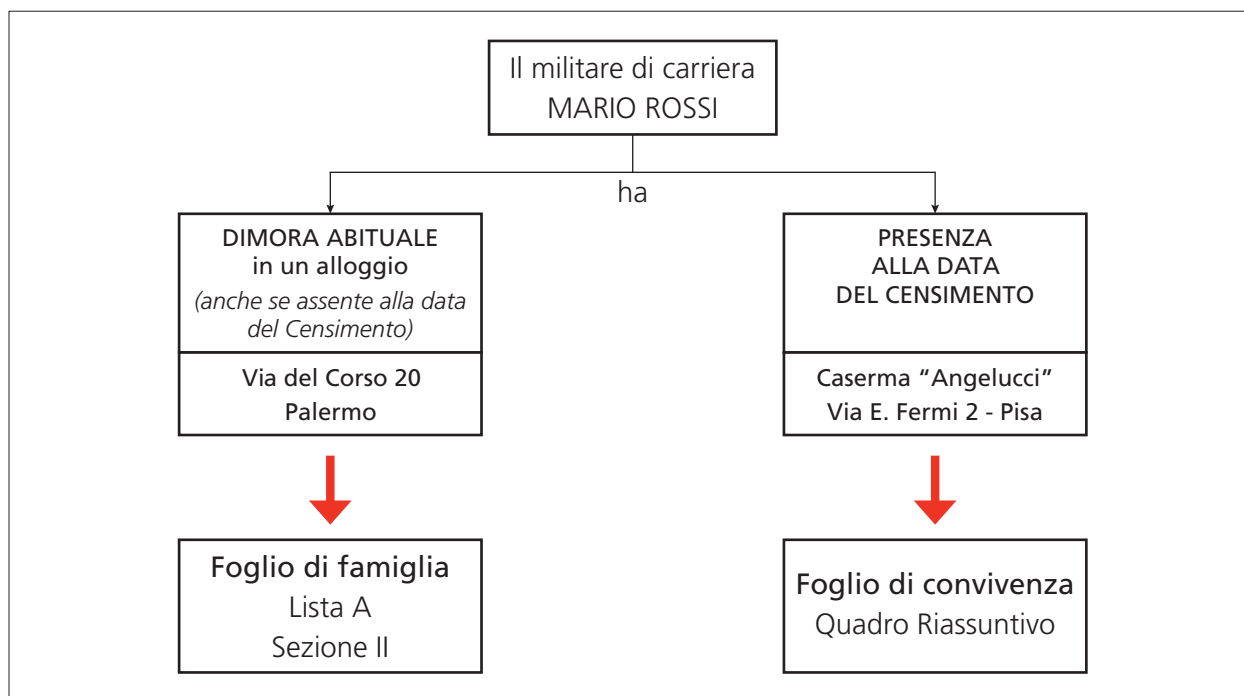 Il militare di carriera
MARIO ROSSI
ha
DIMORA ABITUALE
in un alloggio
(anche se assente alla data
del Censimento)
Via del Corso 20
Palermo
Foglio di famiglia
Lista A
Sezione II
PRESENZA
ALLA DATA
DEL CENSIMENTO
Caserma “Angelucci”
Via E. Fermi 2 - Pisa
Foglio di convivenza
Quadro Riassuntivo